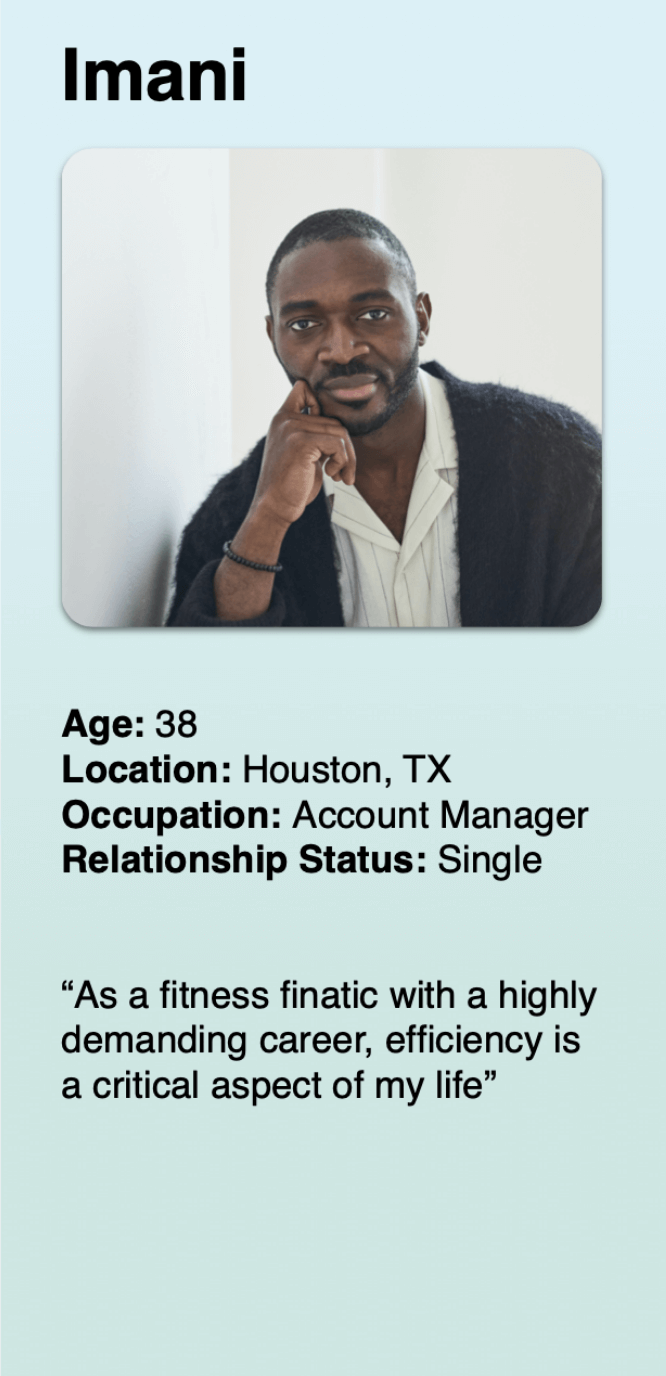 Imani
Age: 38
Location: Houston, TX
Occupation: Account Manager
Relationship Status: Single
“As a fitness finatic with a highly
demanding career, efficiency is
a critical aspect of my life”